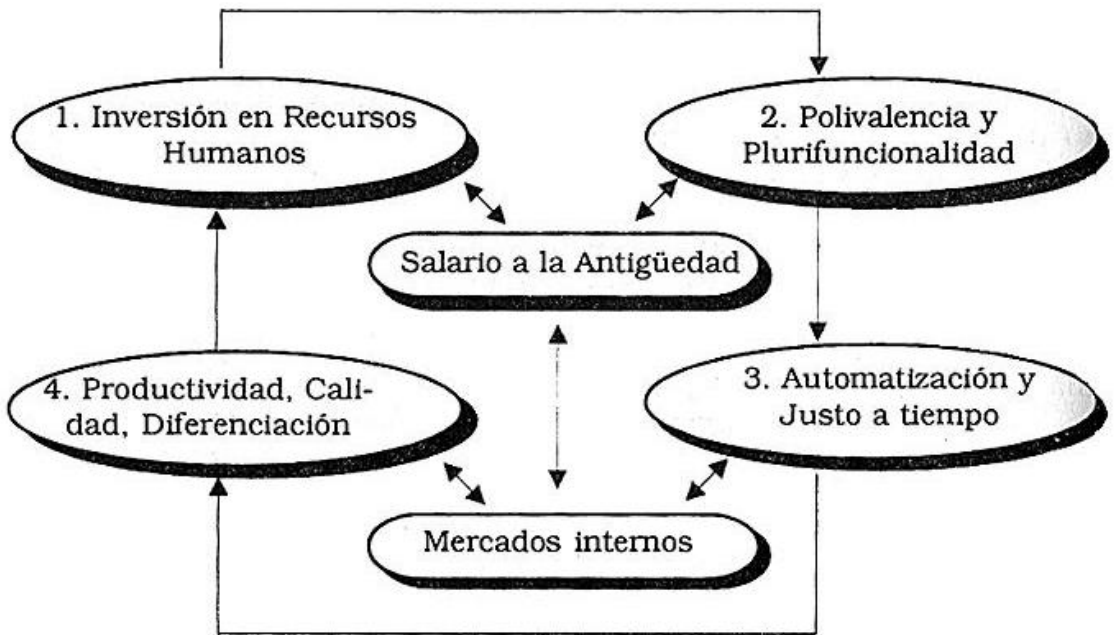 1. Inversión en Recursos
Humanos
2. Polivalencia y
Plurifuncionalidad
Salario a la Antigüedad
4. Productividad, Cali-
dad, Diferenciación
3. Automatización y
Justo a tiempo
Mercados internos